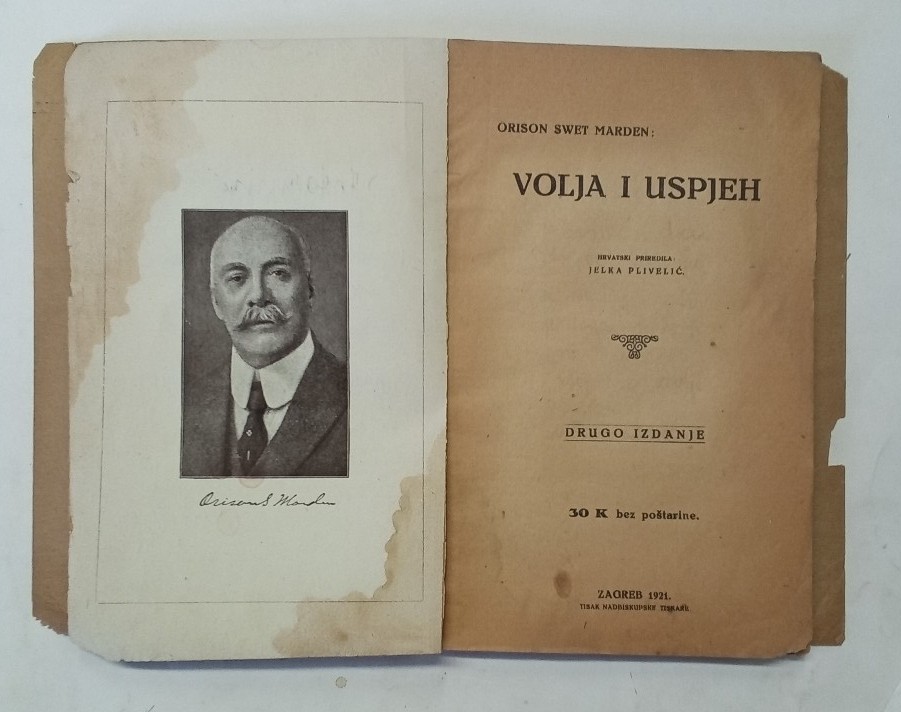 Orison S Marden
ORISON SWET MARDEN:
VOLJA I USPJEH
HRVATSKI PRIREDILA:
JELKA PLIVELIĆ.
DRUGO IZDANJE
30 K bez poštarine.
ZAGREB 1921.
TISAK NADBISKUPSKE TISKARE.